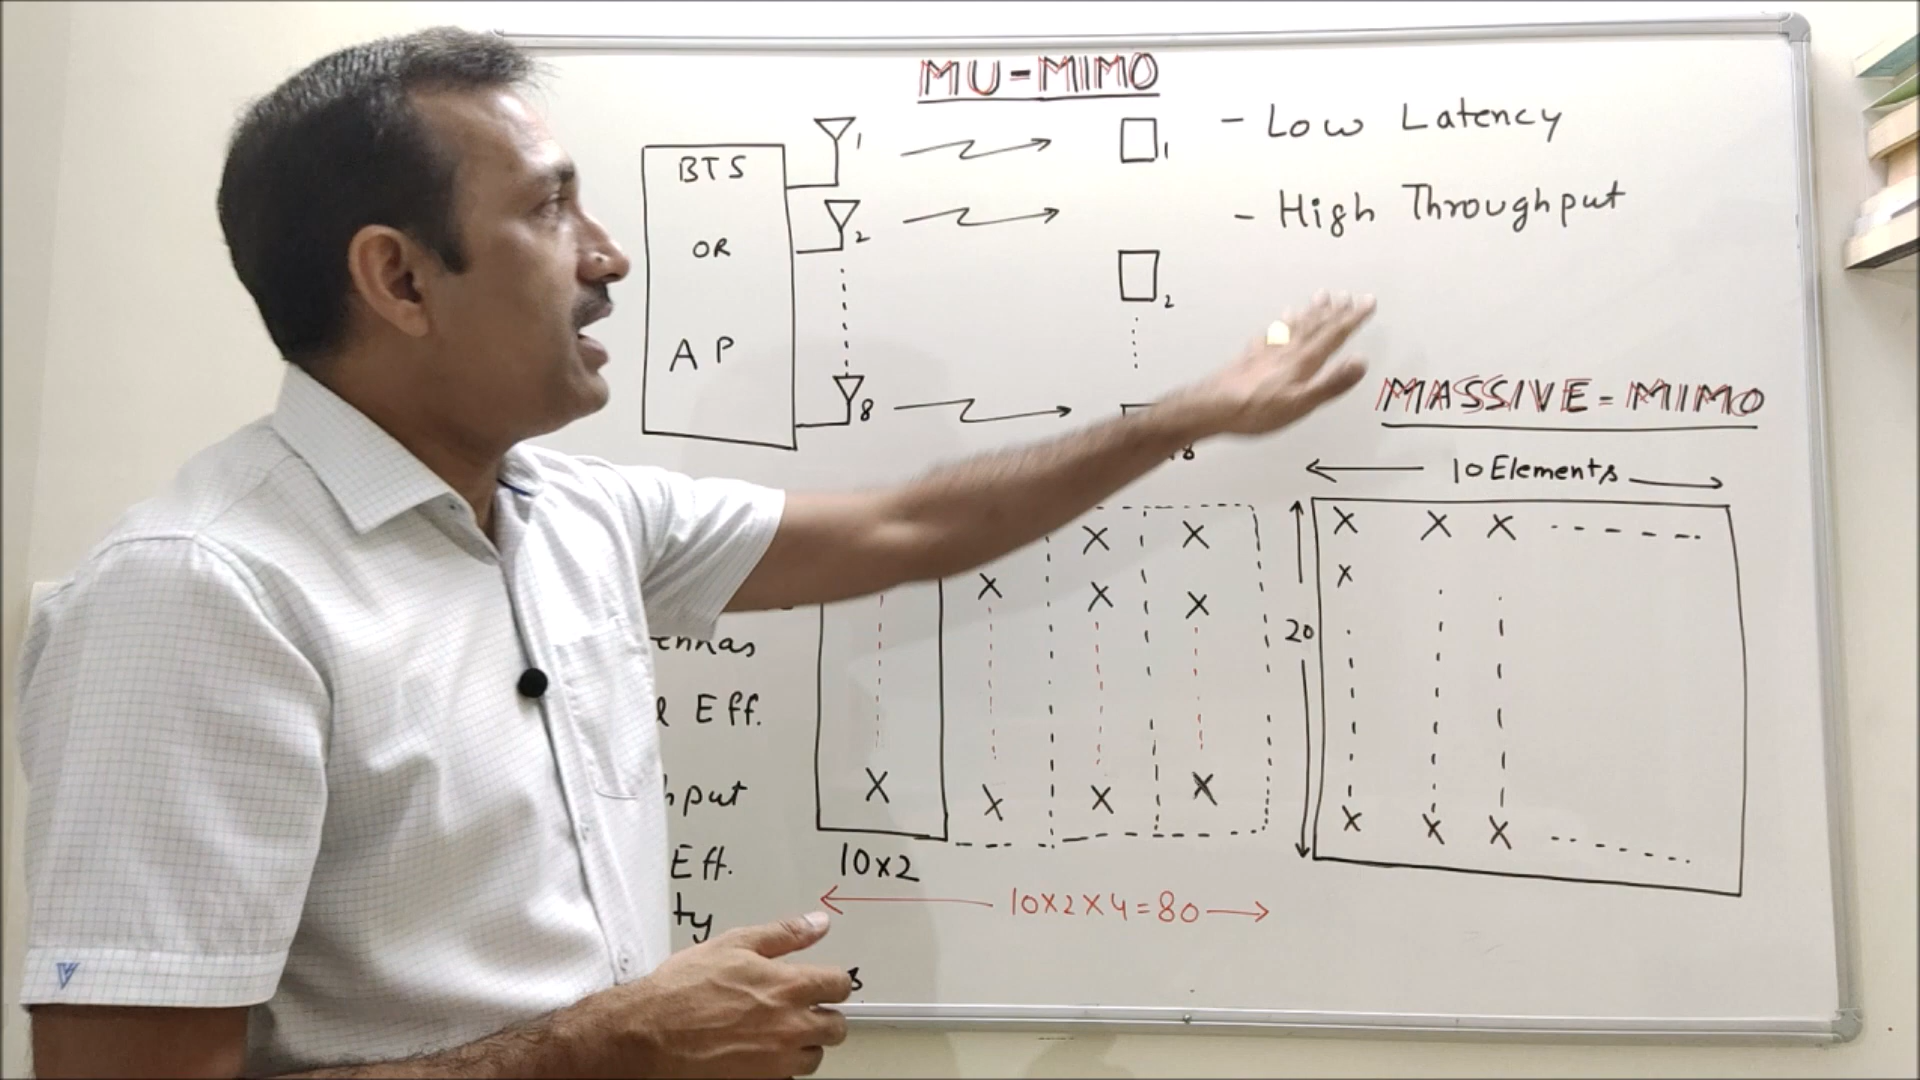 MU-MIMO
BTS
OR
AP
1
2
8
1
2
8
- Low Latency
- High Throughput
MASSIVE-MIMO
10 Elements
20
X X X
X
X X X
X X
X X X
X X X X
Eff.
Eff.
10x2
10x2x4=80